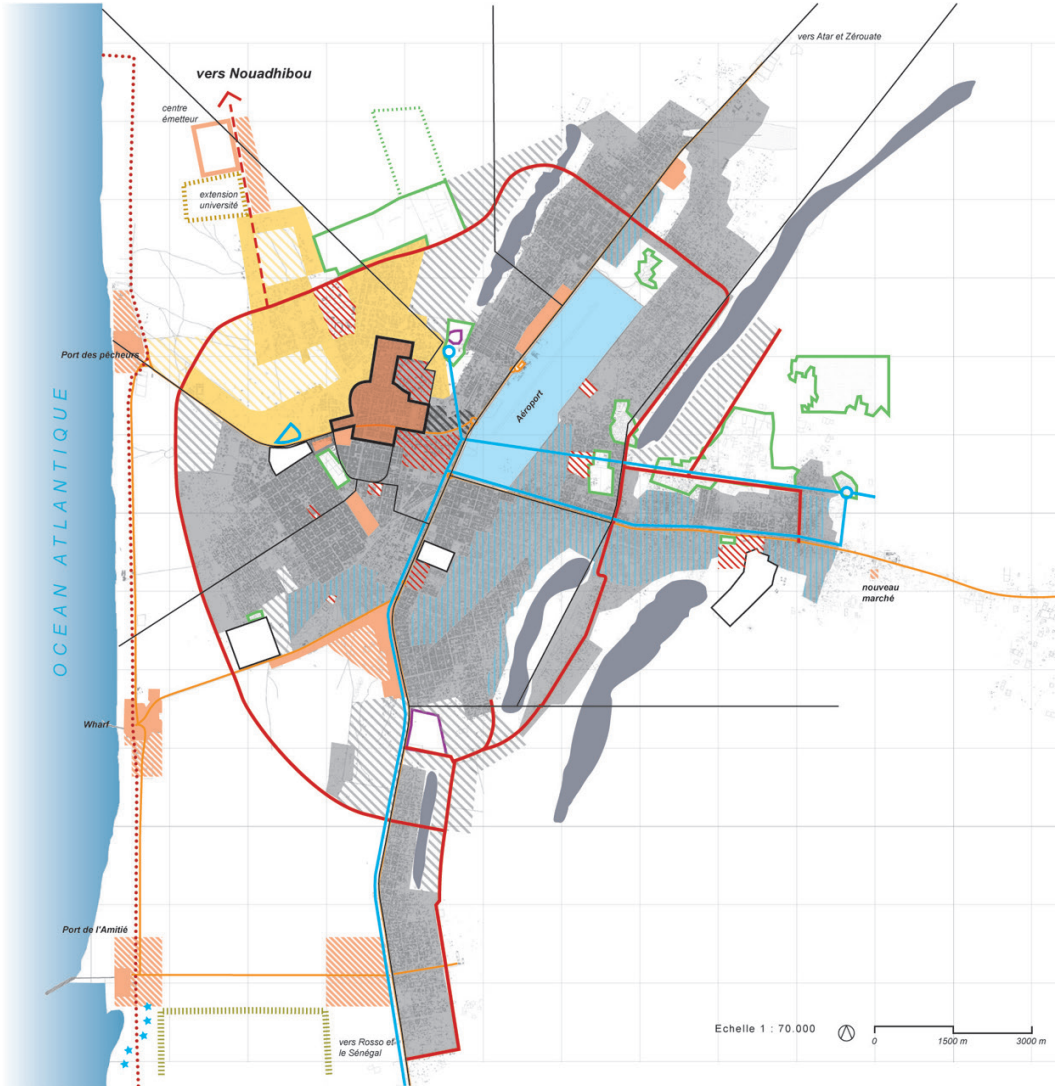 vers Atar et Zérouate
vers Nouadhibou
centre
émetteur
extension
université
Port des pêcheurs
Aéroport
OCEAN ATLANTIQUE
nouveau
marché
Wharf
Port de l'Amitié
vers Rosso et
le Sénégal
Echelle 1 : 70.000
0 1500 m 3000 m